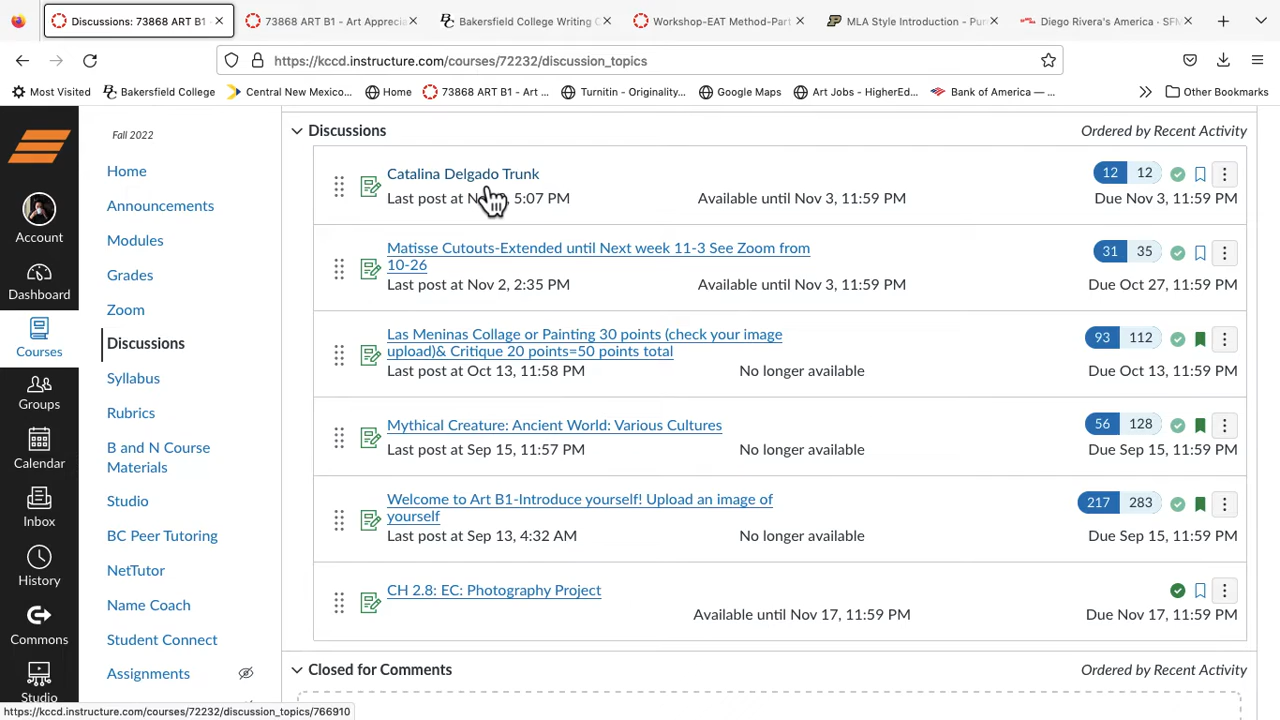 Discussions: 73868 ART B1
73868 ART B1 - Art Apprecia
Bakersfield College Writing C
Workshop-EAT Method-Part
MLA Style Introduction - Pur
Diego Rivera's America - SFM
https://kccd.instructure.com/courses/72232/discussion_topics
Most Visited
Bakersfield College
Central New Mexico...
Home
73868 ART B1 - Art ...
Turnitin - Originality...
Google Maps
Art Jobs - HigherEd...
Bank of America — ...
Other Bookmarks
Account
Dashboard
Courses
Groups
Calendar
Inbox
History
Commons
Studio
Fall 2022
Home
Announcements
Modules
Grades
Zoom
Discussions
Syllabus
Rubrics
B and N Course
Materials
Studio
BC Peer Tutoring
NetTutor
Name Coach
Student Connect
Assignments
Discussions
Ordered by Recent Activity
Catalina Delgado Trunk
12 12
Last post at 5:07 PM
Available until Nov 3, 11:59 PM
Due Nov 3, 11:59 PM
Matisse Cutouts-Extended until Next week 11-3 See Zoom from
10-26
31 35
Last post at Nov 2, 2:35 PM
Available until Nov 3, 11:59 PM
Due Oct 27, 11:59 PM
Las Meninas Collage or Painting 30 points (check your image
upload)& Critique 20 points=50 points total
93 112
Last post at Oct 13, 11:58 PM
No longer available
Due Oct 13, 11:59 PM
Mythical Creature: Ancient World: Various Cultures
56 128
Last post at Sep 15, 11:57 PM
No longer available
Due Sep 15, 11:59 PM
Welcome to Art B1-Introduce yourself! Upload an image of
yourself
217 283
Last post at Sep 13, 4:32 AM
No longer available
Due Sep 15, 11:59 PM
CH 2.8: EC: Photography Project
Available until Nov 17, 11:59 PM
Due Nov 17, 11:59 PM
Closed for Comments
Ordered by Recent Activity
https://kccd.instructure.com/courses/72232/discussion_topics/766910